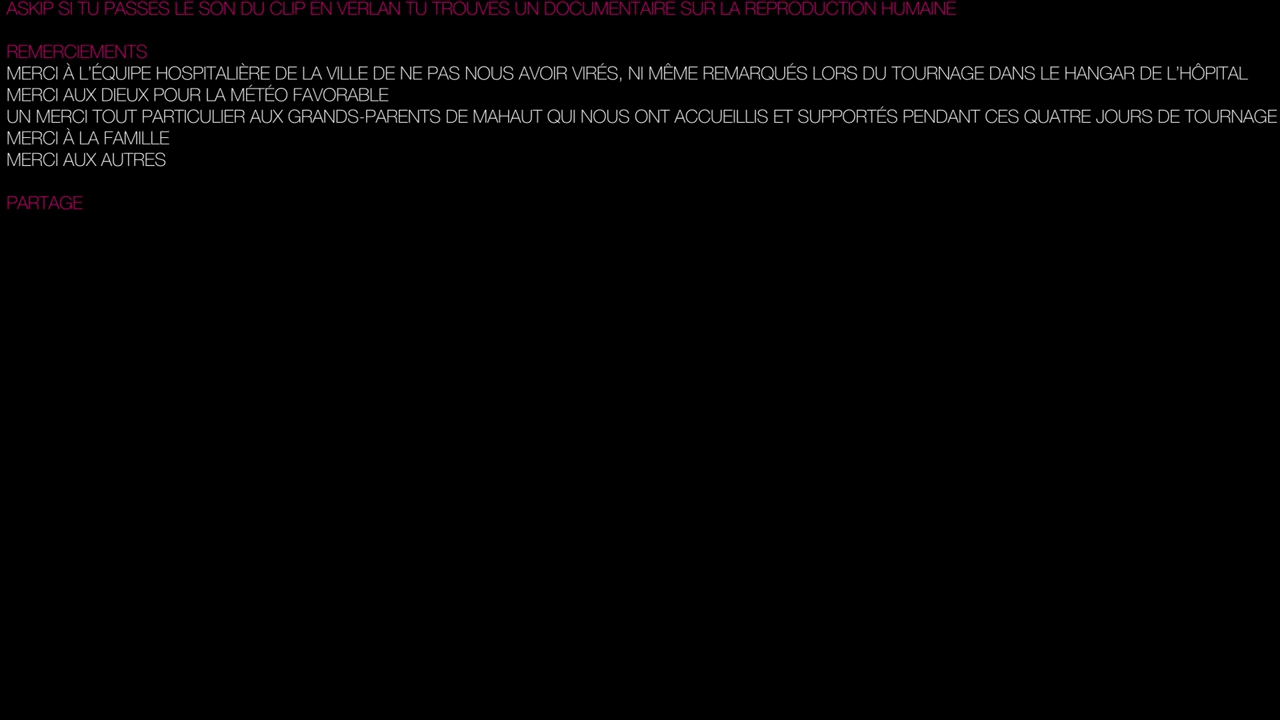 ASKIP SI TU PASSES LE SON DU CLIP EN VERLAN TU TROUVES UN DOCUMENTAIRE SUR LA REPRODUCTION HUMAINE
REMERCIEMENTS
MERCI À L'ÉQUIPE HOSPITALIÈRE DE LA VILLE DE NE PAS NOUS AVOIR VIRÉS, NI MÊME REMARQUÉS LORS DU TOURNAGE DANS LE HANGAR DE L'HÔPITAL
MERCI AUX DIEUX POUR LA MÉTÉO FAVORABLE
UN MERCI TOUT PARTICULIER AUX GRANDS-PARENTS DE MAHAUT QUI NOUS ONT ACCUEILLIS ET SUPPORTÉS PENDANT CES QUATRE JOURS DE TOURNAGE
MERCI À LA FAMILLE
MERCI AUX AUTRES
PARTAGE